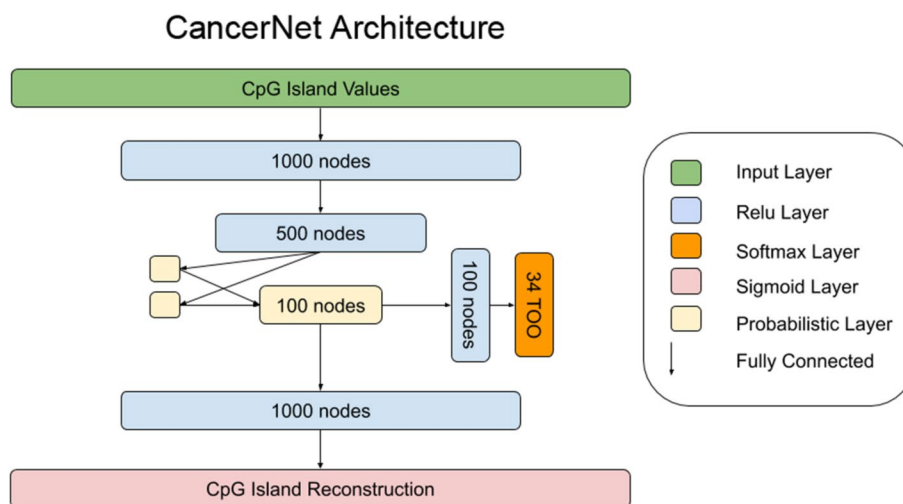 CancerNet Architecture
CpG Island Values
1000 nodes
500 nodes
100 nodes
100 nodes
34 TOO
1000 nodes
CpG Island Reconstruction
Input Layer
Relu Layer
Softmax Layer
Sigmoid Layer
Probabilistic Layer
Fully Connected